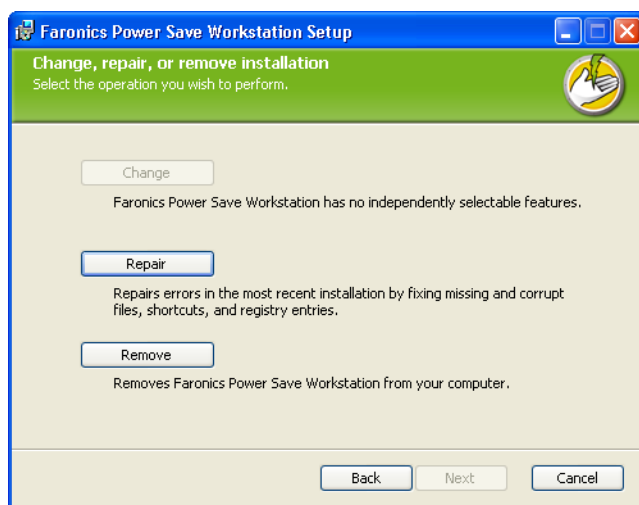 Faronics Power Save Workstation Setup
Change, repair, or remove installation
Select the operation you wish to perform.
Change
Faronics Power Save Workstation has no independently selectable features.
Repair
Repairs errors in the most recent installation by fixing missing and corrupt
files, shortcuts, and registry entries.
Remove
Removes Faronics Power Save Workstation from your computer.
Back Next Cancel